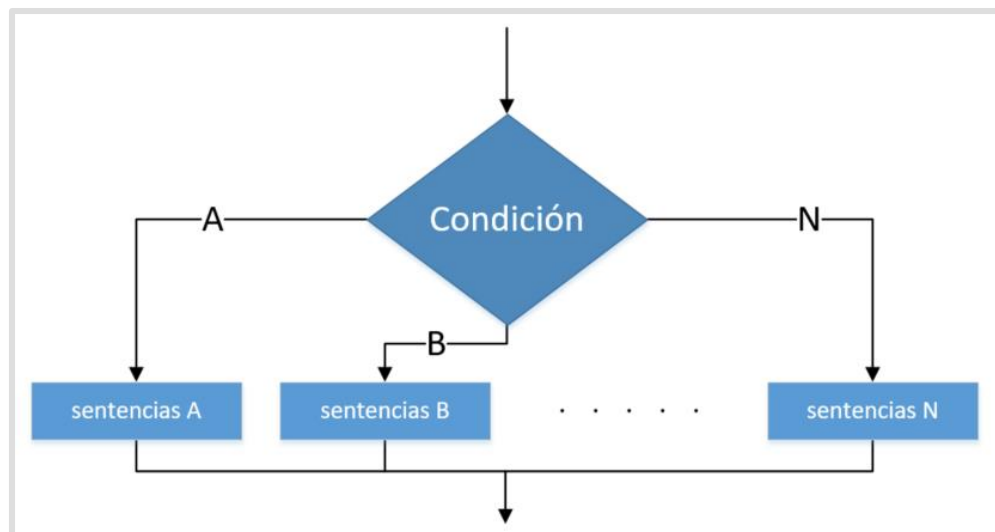 Condición
A
N
B
sentencias A
sentencias B
. . . . .
sentencias N